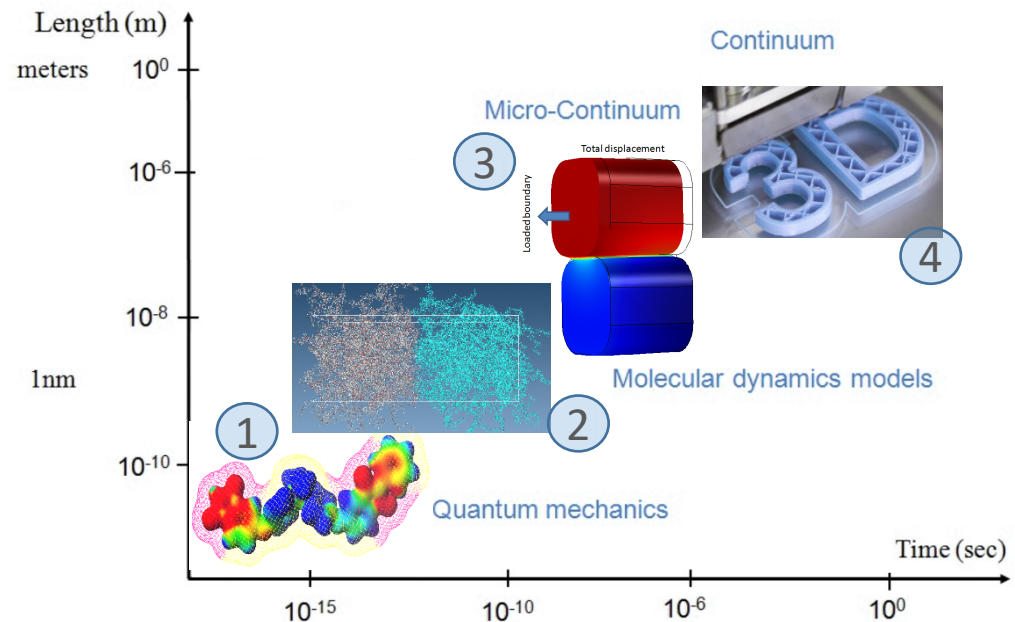 Length (m)
Continuum
meters
10⁰
Micro-Continuum
3
Total displacement
10⁻⁶
Loaded boundary
3D
4
10⁻⁸
1nm
Molecular dynamics models
1
2
10⁻¹⁰
Quantum mechanics
Time (sec)
10⁻¹⁵
10⁻¹⁰
10⁻⁶
10⁰